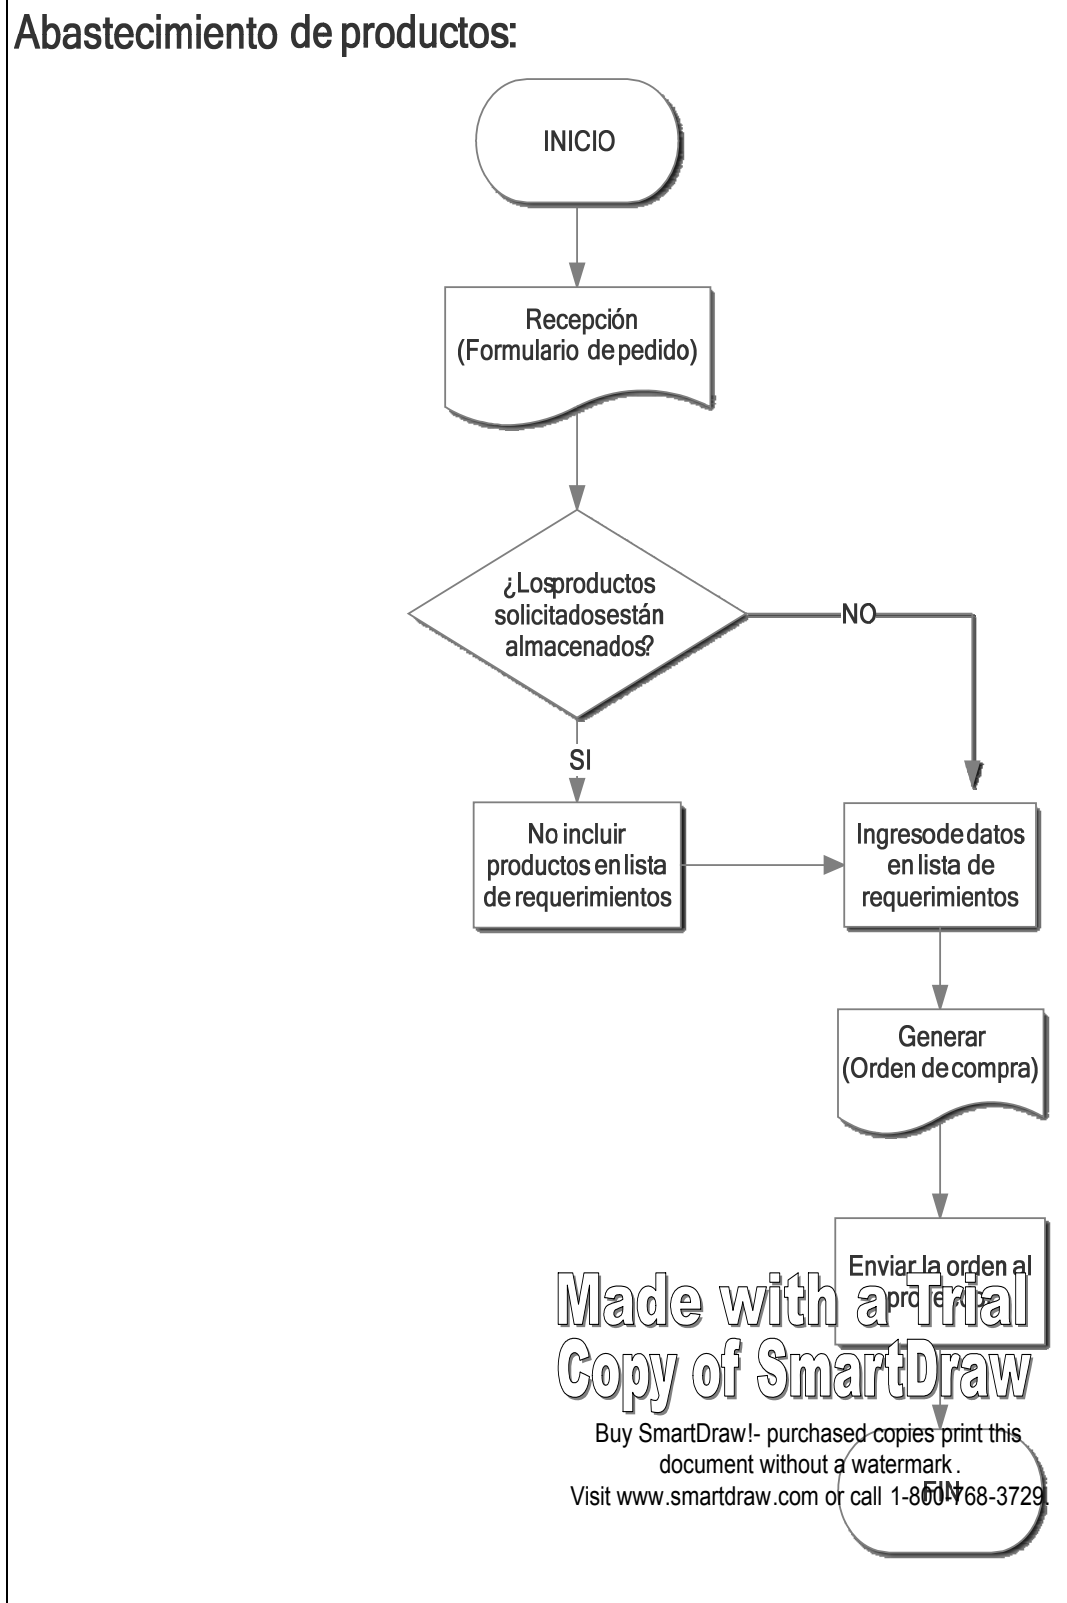 Abastecimiento de productos:
INICIO
Recepción
(Formulario de pedido)
¿Los productos
solicitados están
almacenados?
NO
SI
No incluir
productos en lista
de requerimientos
Ingreso de datos
en lista de
requerimientos
Generar
(Orden de compra)
Enviar la orden al
Made with a Trial
Copy of SmartDraw
Buy SmartDraw!- purchased copies print this
document without a watermark.
Visit www.smartdraw.com or call 1-800-768-3729.
FIN